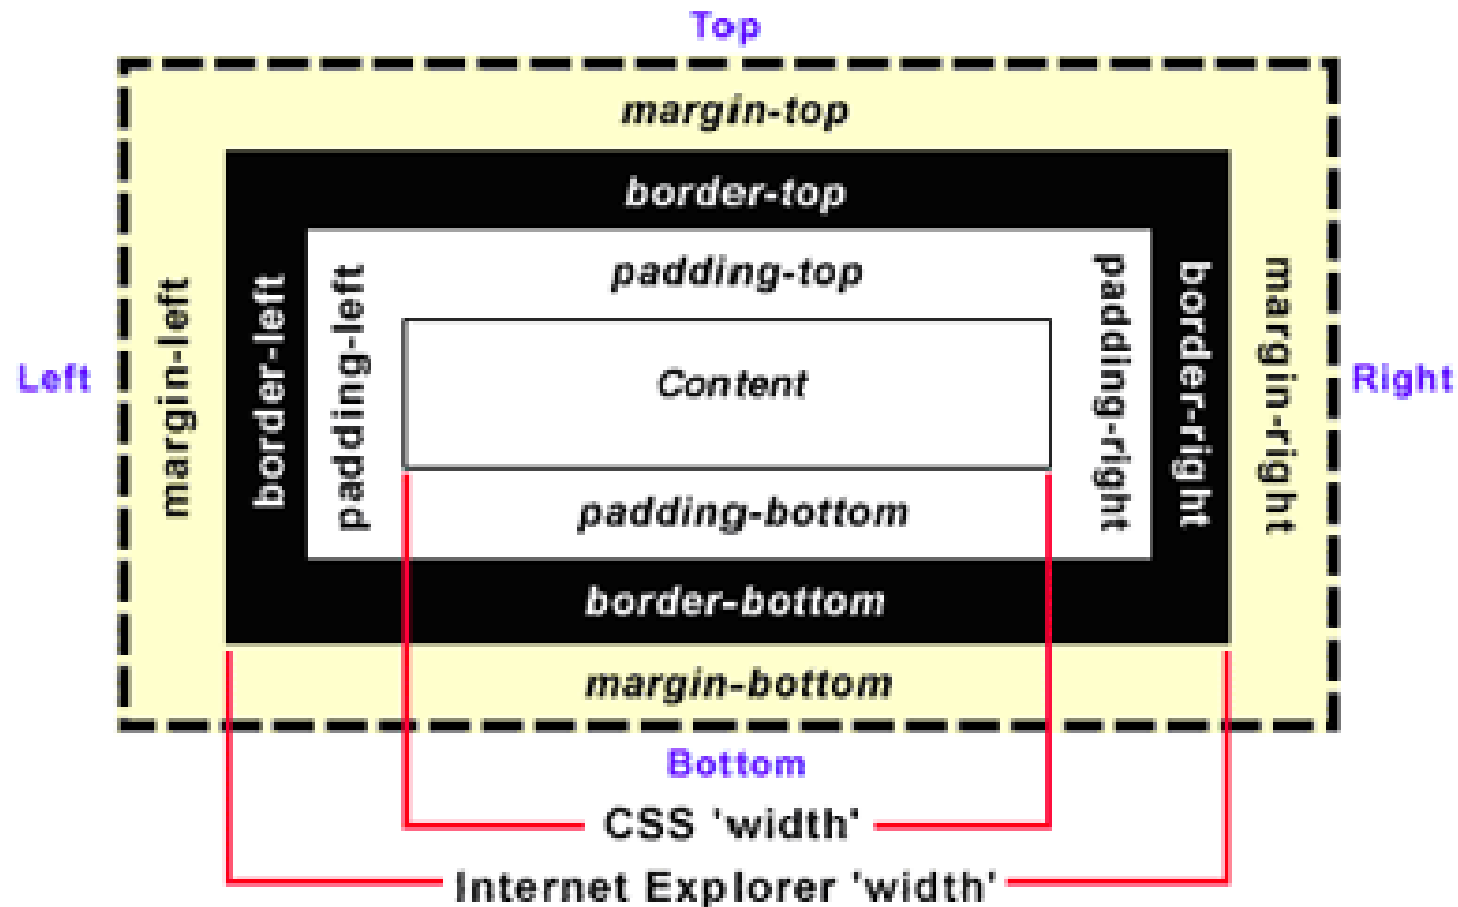 Top
margin-top
border-top
padding-top
Left
margin-left
border-left
padding-left
Content
padding-right
border-right
margin-right
Right
padding-bottom
border-bottom
margin-bottom
Bottom
CSS 'width'
Internet Explorer 'width'